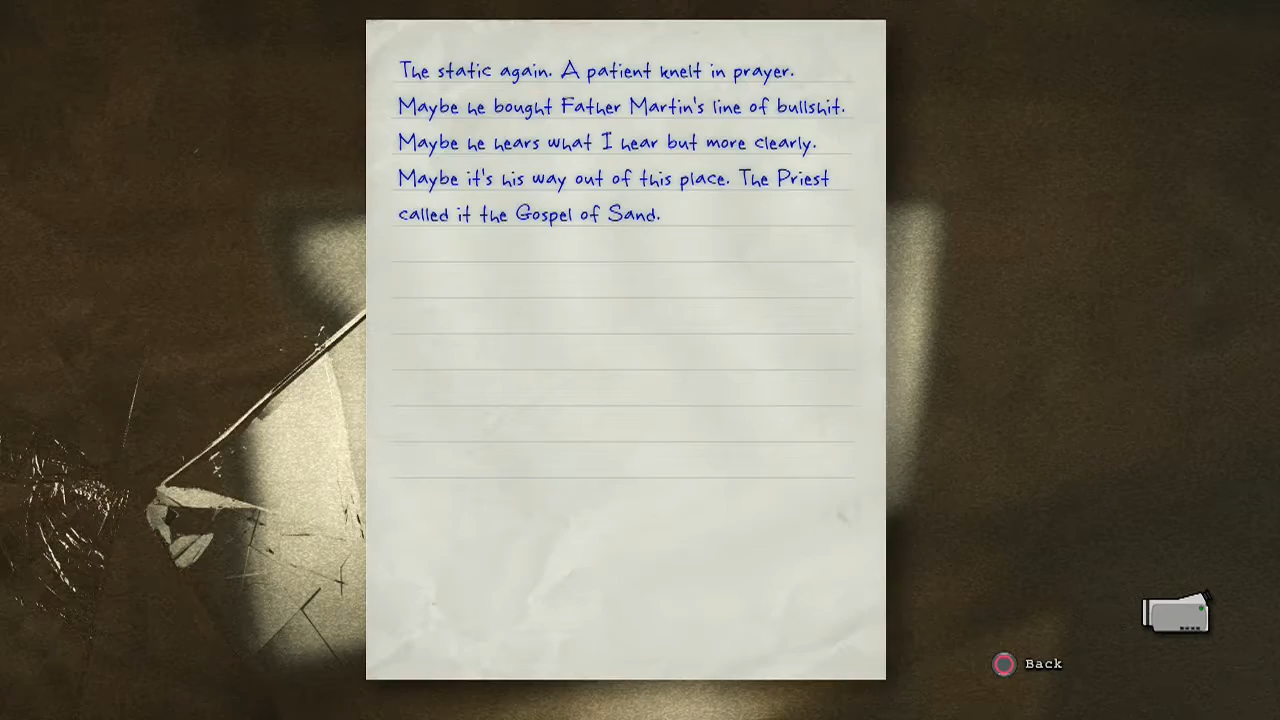 The static again. A patient knelt in prayer.
Maybe he bought Father Martin's line of bullshit.
Maybe he hears what I hear but more clearly.
Maybe it's his way out of this place. The Priest
called it the Gospel of Sand.
Back